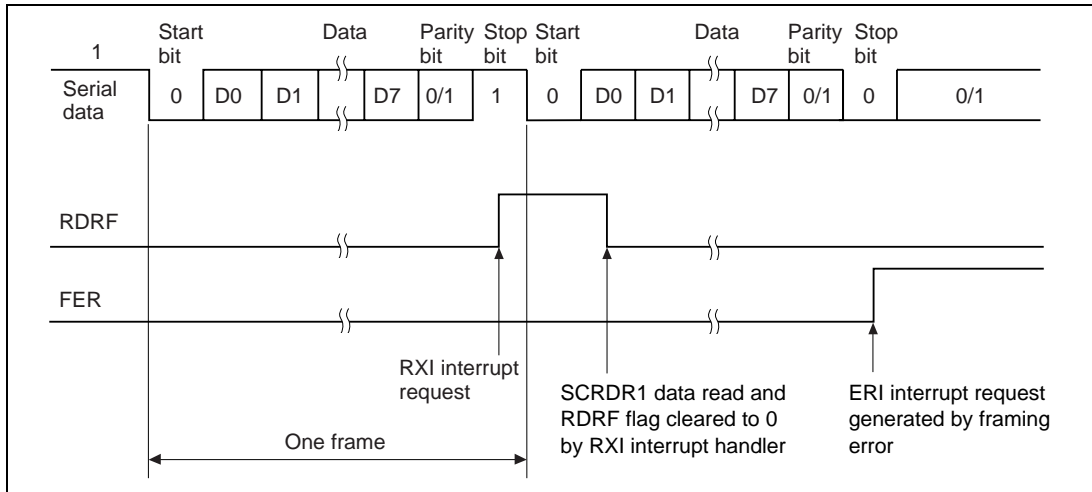 Start bit
Data
Parity bit
Stop bit
Start bit
Data
Parity bit
Stop bit
1
Serial data
0
D0
D1
D7
0/1
1
0
D0
D1
D7
0/1
0
0/1
RDRF
FER
RXI interrupt
request
SCRDR1 data read and
RDRF flag cleared to 0
by RXI interrupt handler
ERI interrupt request
generated by framing
error
One frame